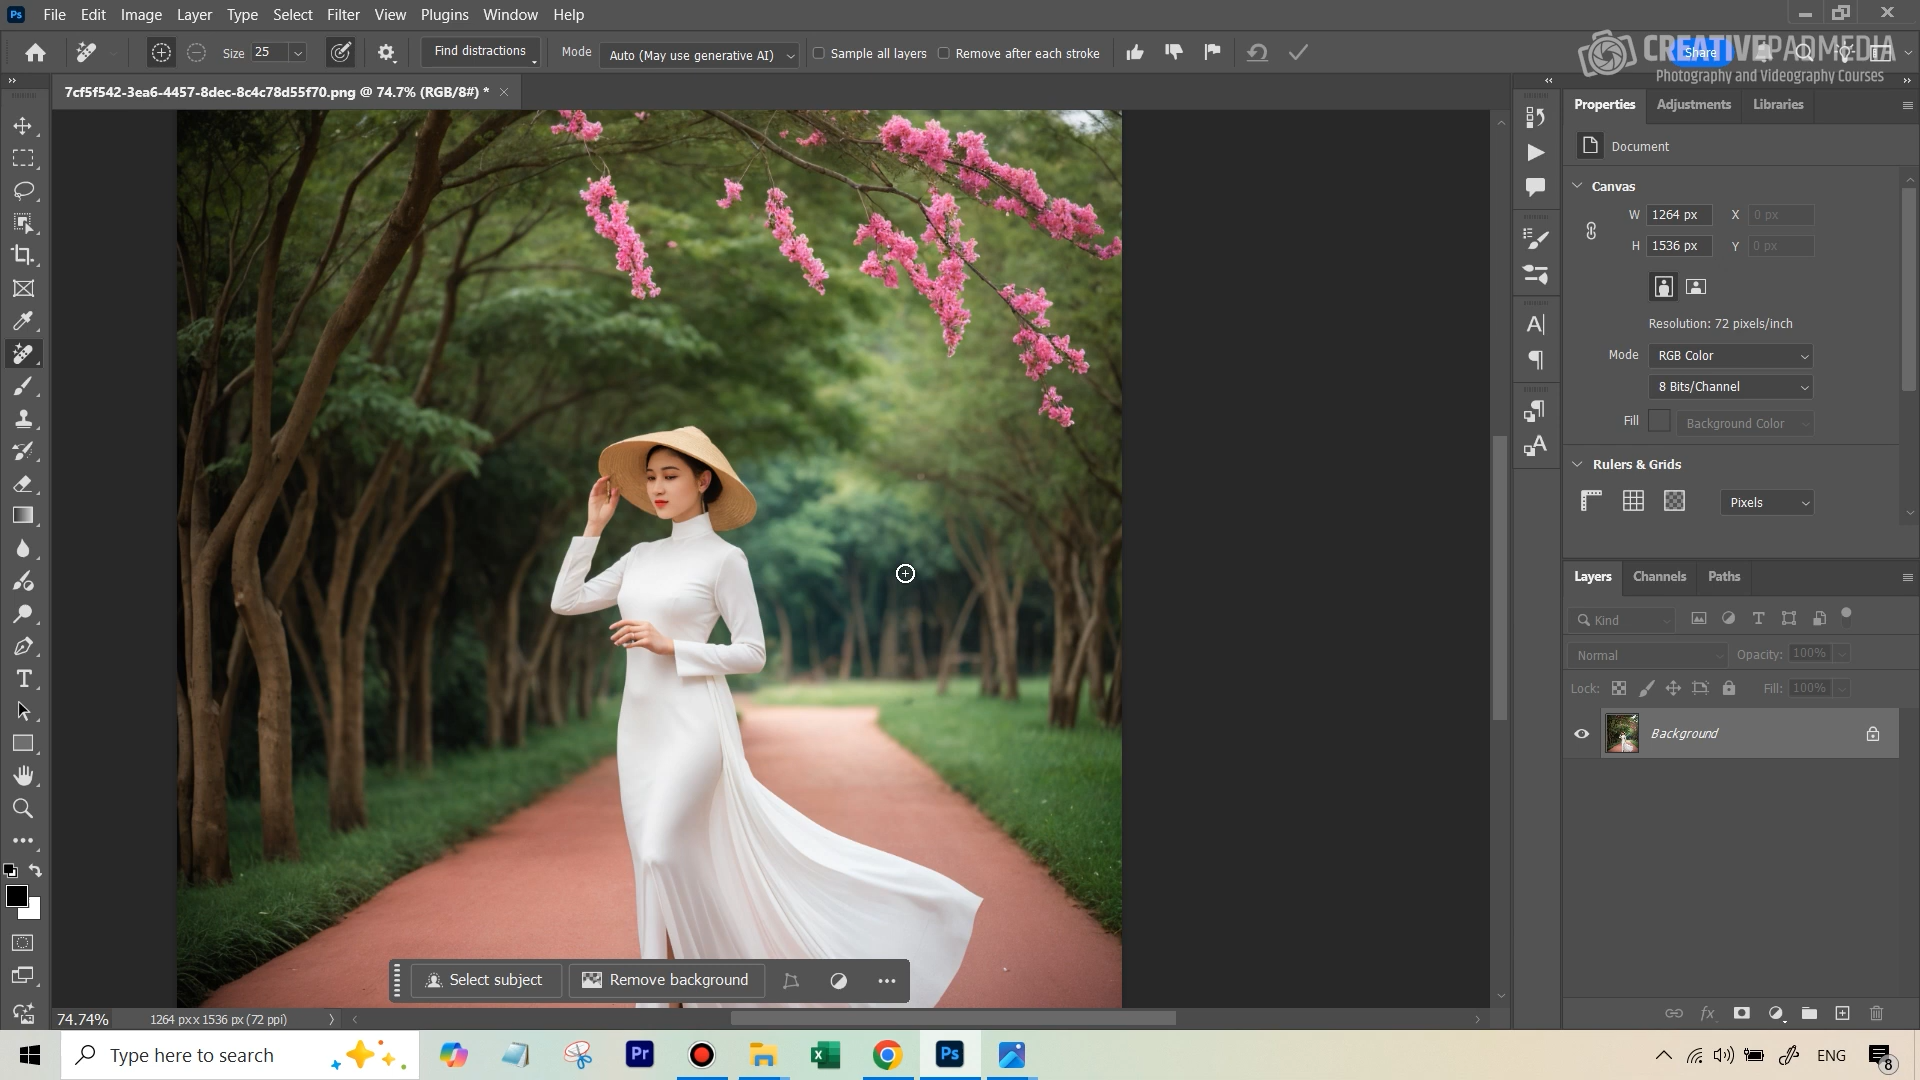 File Edit Image Layer Type Select Filter View Plugins Window Help
Size 25 Find distractions Mode Auto (May use generative AI) Sample all layers Remove after each stroke
Share
CREATIVEPADMEDIA
Photography and Videography Courses
7cf5f542-3ea6-4457-8dec-8c4c78d55f70.png @ 74.7% (RGB/8#) *
Properties Adjustments Libraries
Document
Canvas
W 1264 px X 0 px
H 1536 px Y 0 px
Resolution: 72 pixels/inch
Mode RGB Color
8 Bits/Channel
Fill Background Color
Rulers & Grids
Pixels
Layers Channels Paths
Kind
Normal Opacity: 100%
Lock: Fill: 100%
Background
Select subject Remove background
74.74% 1264 px x 1536 px (72 ppi)
Type here to search
ENG
8